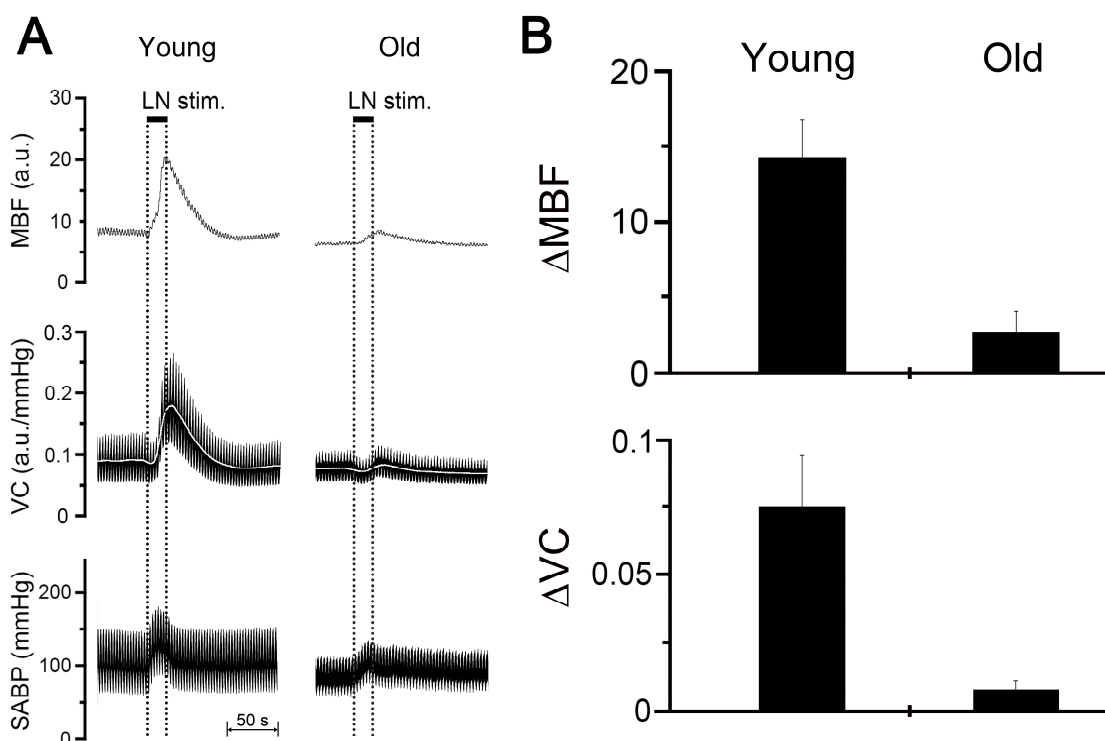 A
Young
Old
LN stim.
LN stim.
MBF (a.u.)
30
20
10
0
VC (a.u./mmHg)
0.3
0.2
0.1
0
SABP (mmHg)
200
100
0
50 s
B
Young
Old
ΔMBF
20
10
0
ΔVC
0.1
0.05
0